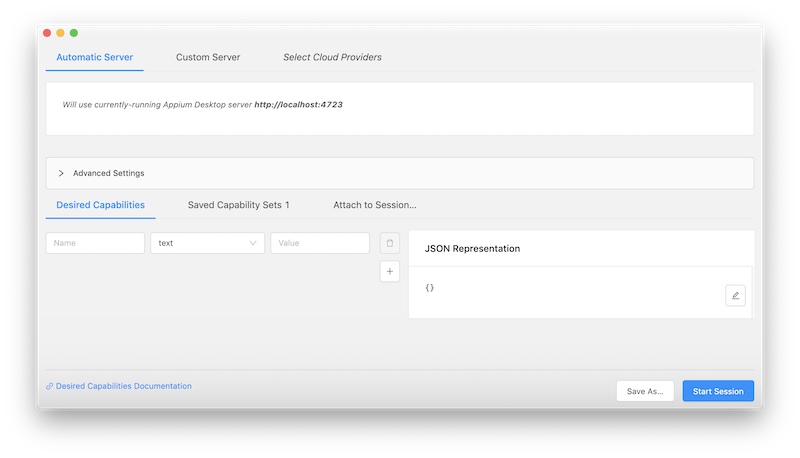 Automatic Server Custom Server Select Cloud Providers
Will use currently-running Appium Desktop server http://localhost:4723
Advanced Settings
Desired Capabilities Saved Capability Sets 1 Attach to Session...
Name text Value
JSON Representation
{}
Desired Capabilities Documentation
Save As... Start Session